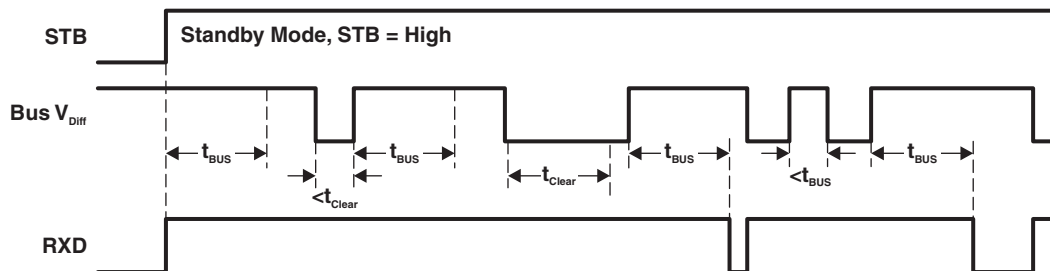 STB
Standby Mode, STB = High
Bus VDiff
tBUS
tBUS
tBUS
tBUS
<tClear
tClear
<tBUS
RXD